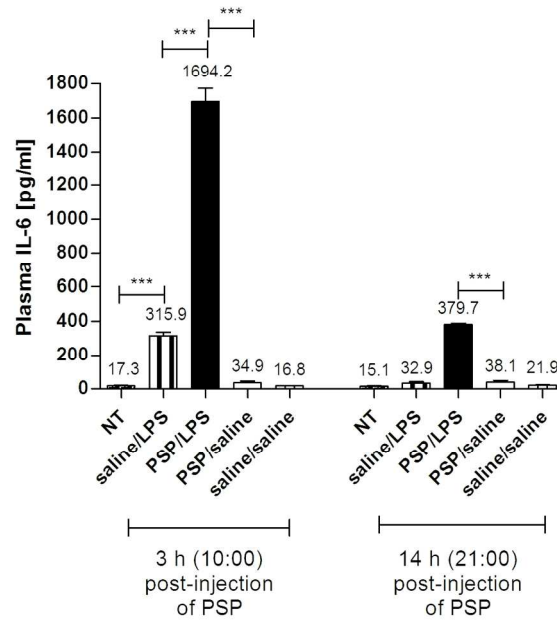 ***
***
1694.2
1800
1600
1400
1200
1000
800
600
400
200
0
Plasma IL-6 [pg/ml]
***
315.9
17.3
34.9
16.8
***
379.7
15.1
32.9
38.1
21.9
NT
saline/LPS
PSP/LPS
PSP/saline
saline/saline
NT
saline/LPS
PSP/LPS
PSP/saline
saline/saline
3 h (10:00)
post-injection
of PSP
14 h (21:00)
post-injection
of PSP